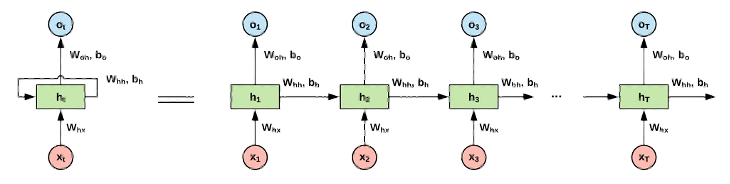 o_t o_1 o_2 o_3 o_T
W_oh, b_o W_oh, b_o W_oh, b_o W_oh, b_o W_oh, b_o
W_hh, b_h W_hh, b_h W_hh, b_h W_hh, b_h W_hh, b_h
h_t = h_1 h_2 h_3 ... h_T
W_hx W_hx W_hx W_hx W_hx
x_t x_1 x_2 x_3 x_T